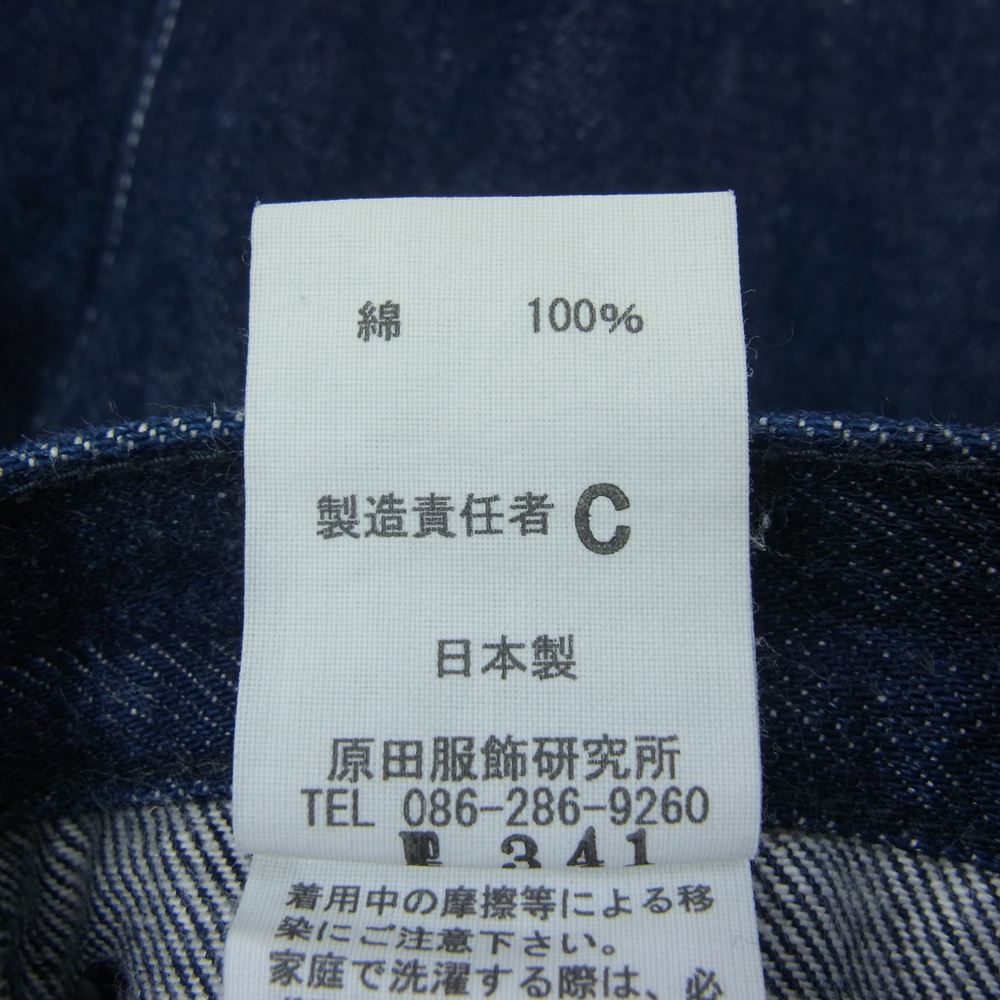 綿 100%
製造責任者 C
日本製
原田服飾研究所
TEL 086-286-9260
341
着用中の摩擦等による移
染にご注意下さい。
家庭で洗濯する際は、必